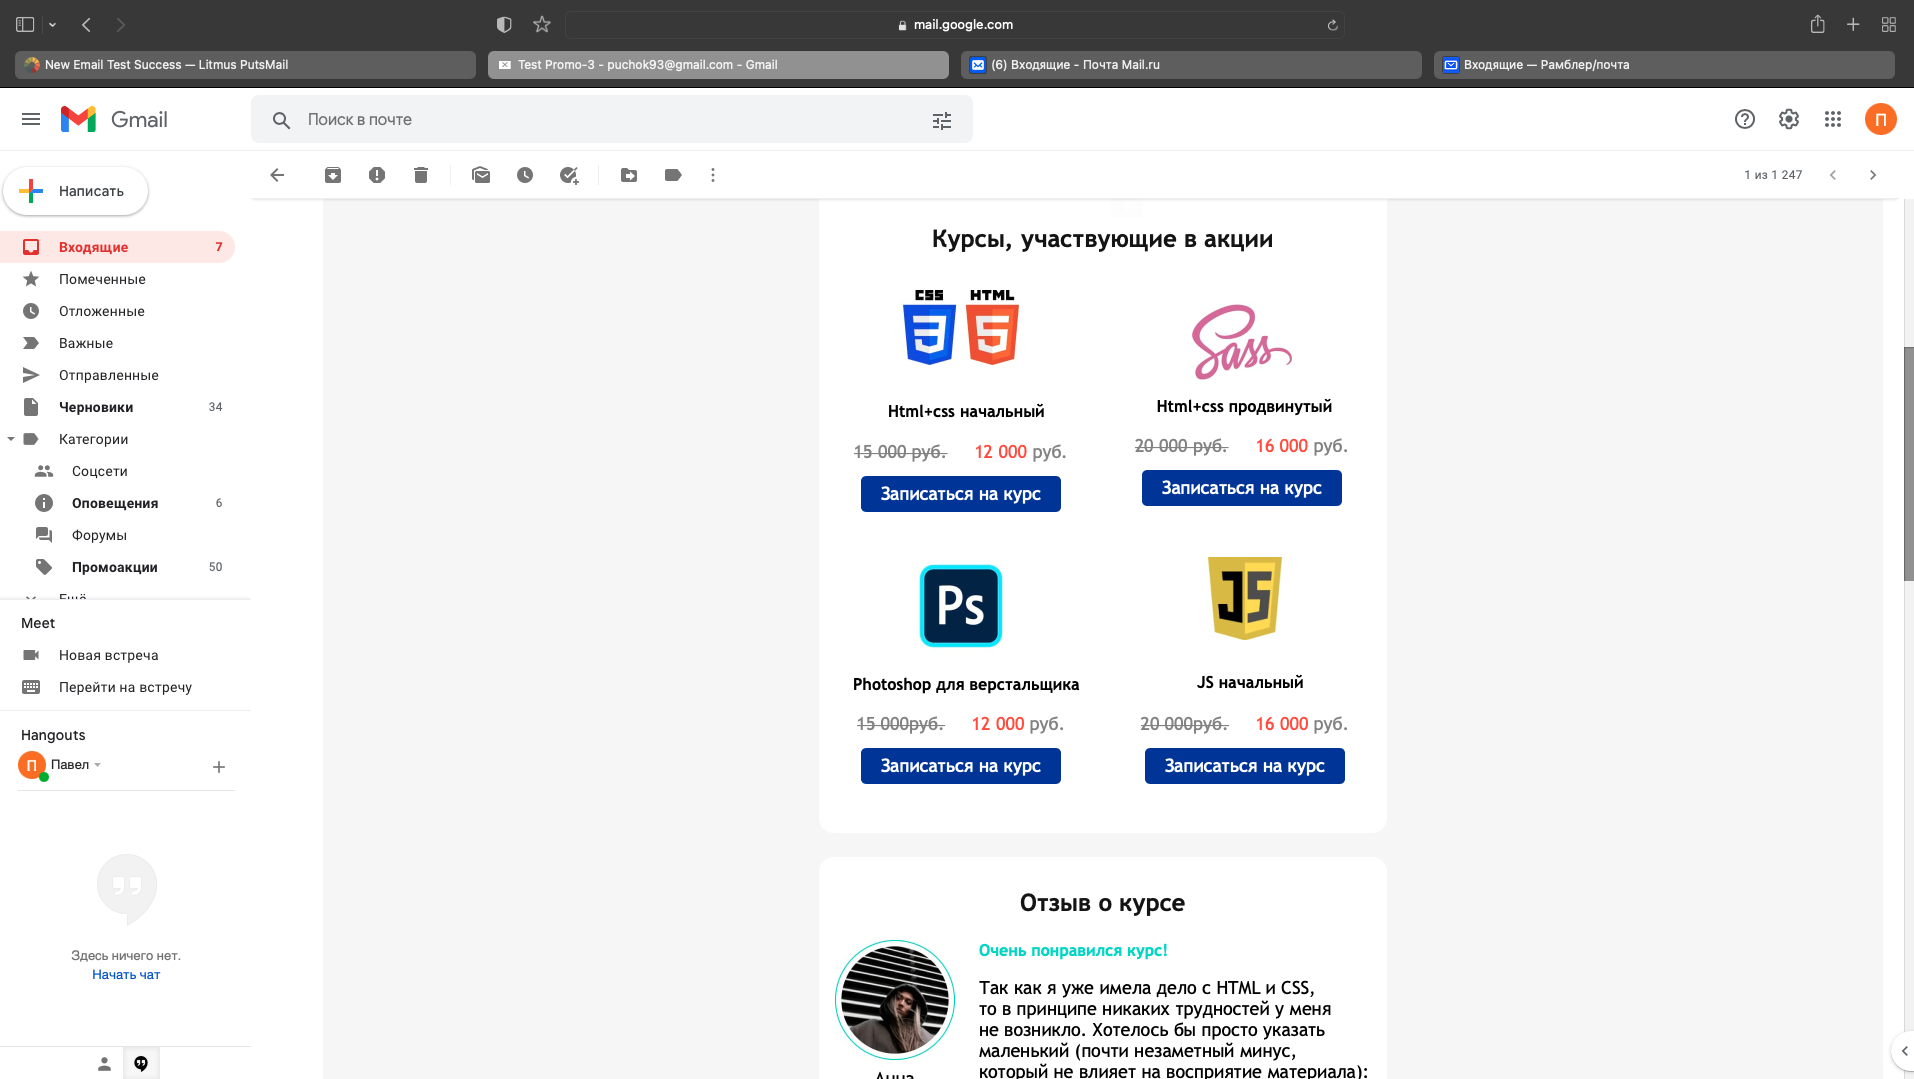 mail.google.com
New Email Test Success — Litmus PutsMail
Test Promo-3 - puchok93@gmail.com - Gmail
(6) Входящие - Почта Mail.ru
Входящие — Рамблер/почта
Gmail
Поиск в почте
П
1 из 1 247
Написать
Входящие 7
Помеченные
Отложенные
Важные
Отправленные
Черновики 34
Категории
Соцсети
Оповещения 6
Форумы
Промоакции 50
Ещё
Meet
Новая встреча
Перейти на встречу
Hangouts
П Павел
Здесь ничего нет.
Начать чат
Курсы, участвующие в акции
CSS HTML
3 5
Sass
Html+css начальный
Html+css продвинутый
15 000 руб. 12 000 руб.
20 000 руб. 16 000 руб.
Записаться на курс
Записаться на курс
Ps
JS
Photoshop для верстальщика
JS начальный
15 000руб. 12 000 руб.
20 000руб. 16 000 руб.
Записаться на курс
Записаться на курс
Отзыв о курсе
Очень понравился курс!
Так как я уже имела дело с HTML и CSS,
то в принципе никаких трудностей у меня
не возникло. Хотелось бы просто указать
маленький (почти незаметный минус,
который не влияет на восприятие материала):
Анна